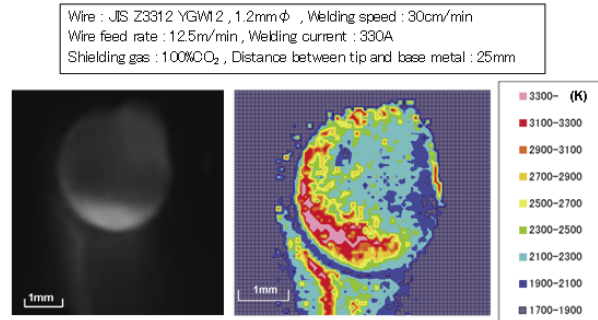 Wire : JIS Z3312 YGW12 , 1.2mmφ , Welding speed : 30cm/min
Wire feed rate : 12.5m/min , Welding current : 330A
Shielding gas : 100%CO₂ , Distance between tip and base metal : 25mm
3300- (K)
3100-3300
2900-3100
2700-2900
2500-2700
2300-2500
2100-2300
1900-2100
1700-1900
1mm
1mm